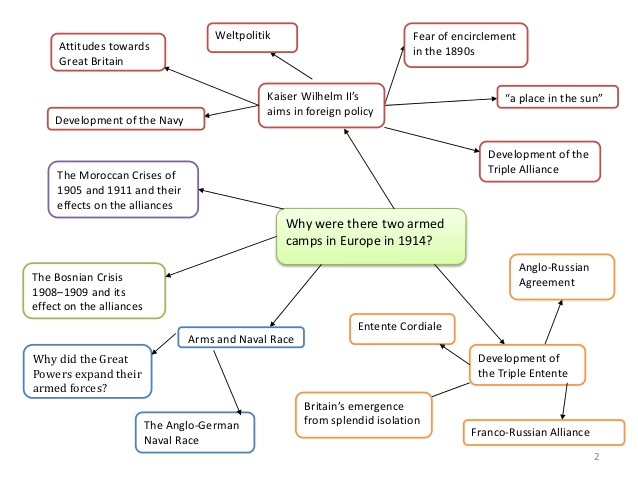 Weltpolitik
Fear of encirclement
in the 1890s
Attitudes towards
Great Britain
Kaiser Wilhelm II’s
aims in foreign policy
“a place in the sun”
Development of the Navy
Development of the
Triple Alliance
The Moroccan Crises of
1905 and 1911 and their
effects on the alliances
Why were there two armed
camps in Europe in 1914?
The Bosnian Crisis
1908–1909 and its
effect on the alliances
Anglo-Russian
Agreement
Arms and Naval Race
Entente Cordiale
Why did the Great
Powers expand their
armed forces?
Development of
the Triple Entente
Britain’s emergence
from splendid isolation
The Anglo-German
Naval Race
Franco-Russian Alliance
2